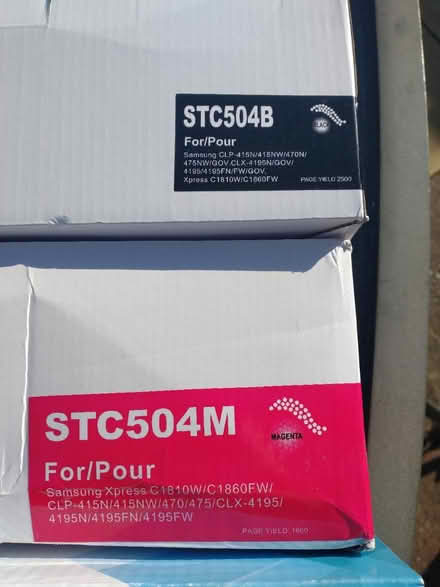 STC504B
For/Pour
Samsung CLP-415N/415NW/470N/
475NW/GOV.CLX-4195N/GOV/
4195/4195FN/FW/GOV.
Xpress C1810W/C1860FW
PAGE YIELD 2500
STC504M
MAGENTA
For/Pour
Samsung Xpress C1810W/C1860FW/
CLP-415N/415NW/470/475/CLX-4195/
4195N/4195FN/4195FW
PAGE YIELD